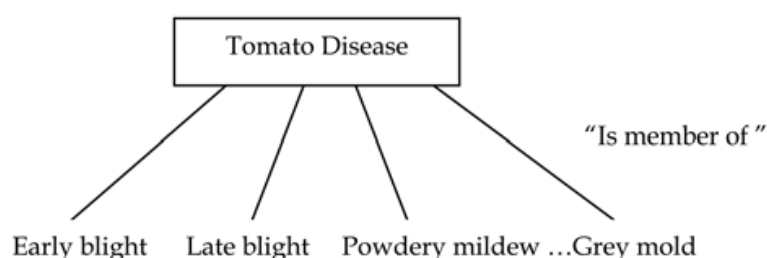 Tomato Disease
“Is member of ”
Early blight Late blight Powdery mildew …Grey mold